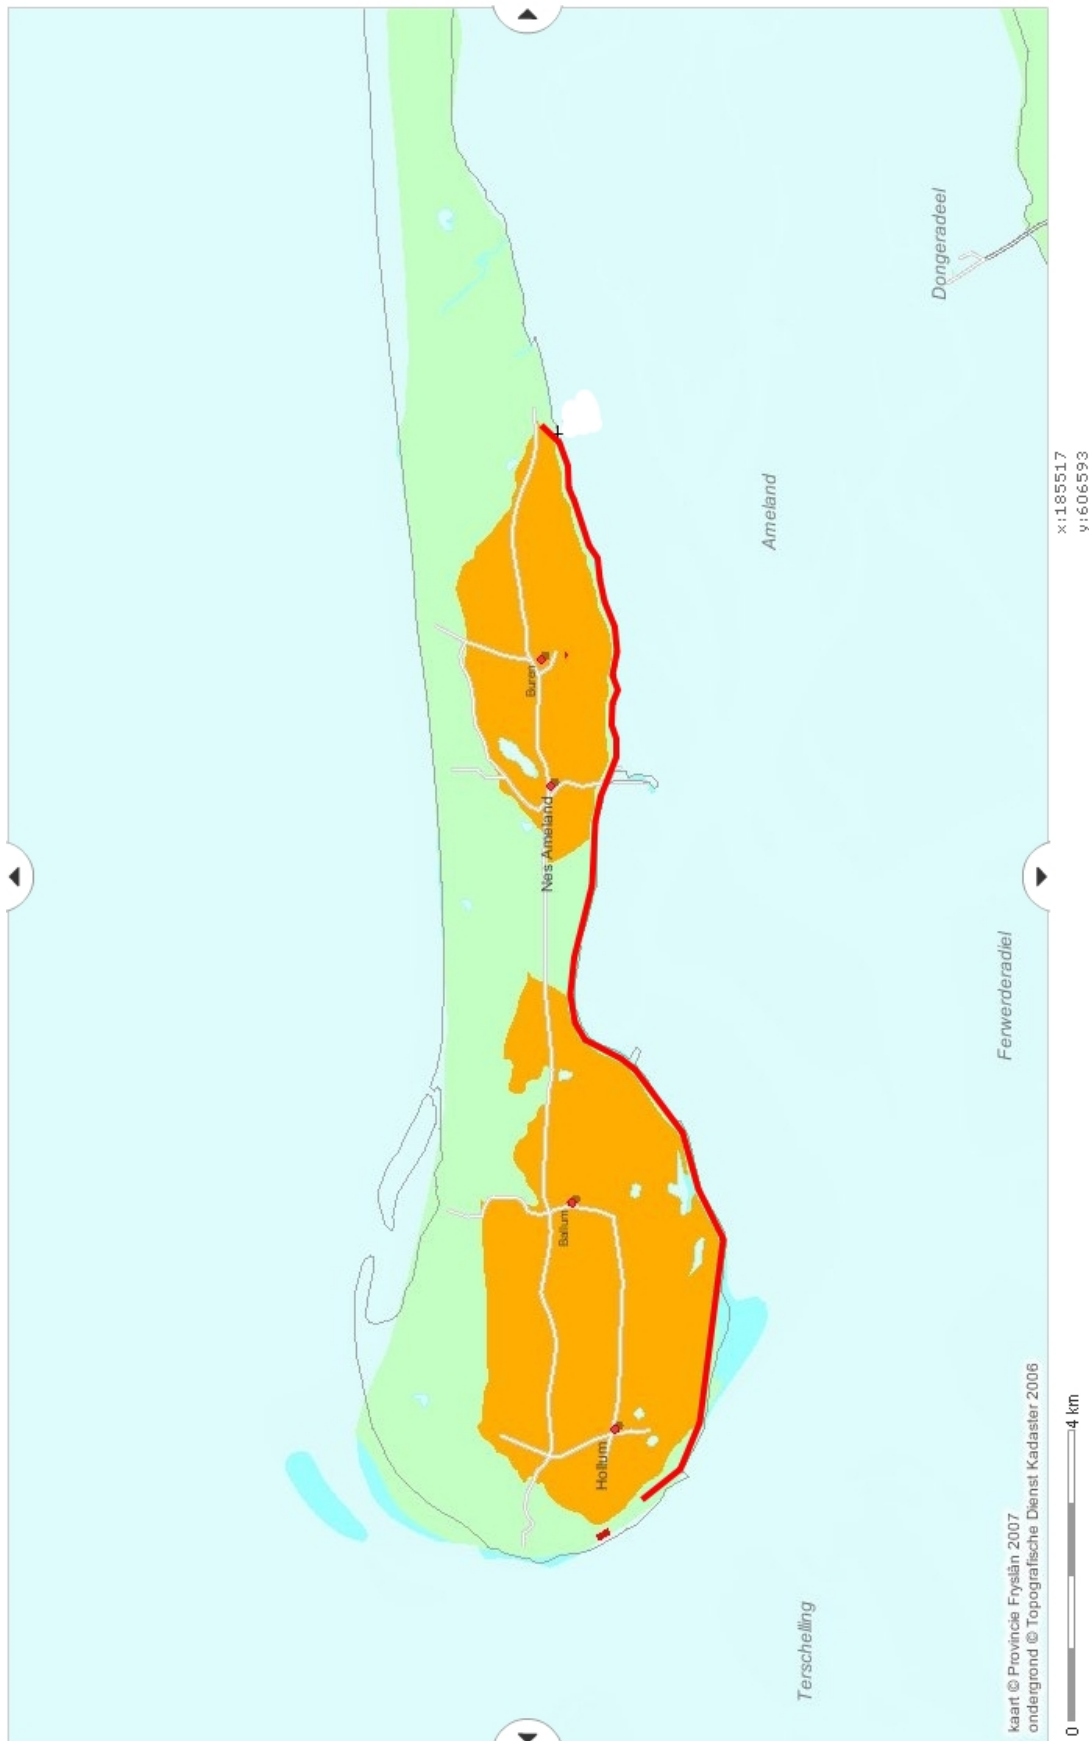 Dongeradeel
Ameland
Buren
Nes Ameland
Ferwerderadiel
Ballum
Hollum
Terschelling
kaart © Provincie Fryslân 2007
ondergrond © Topografische Dienst Kadaster 2006
0 4 km
x:185517
y:606593